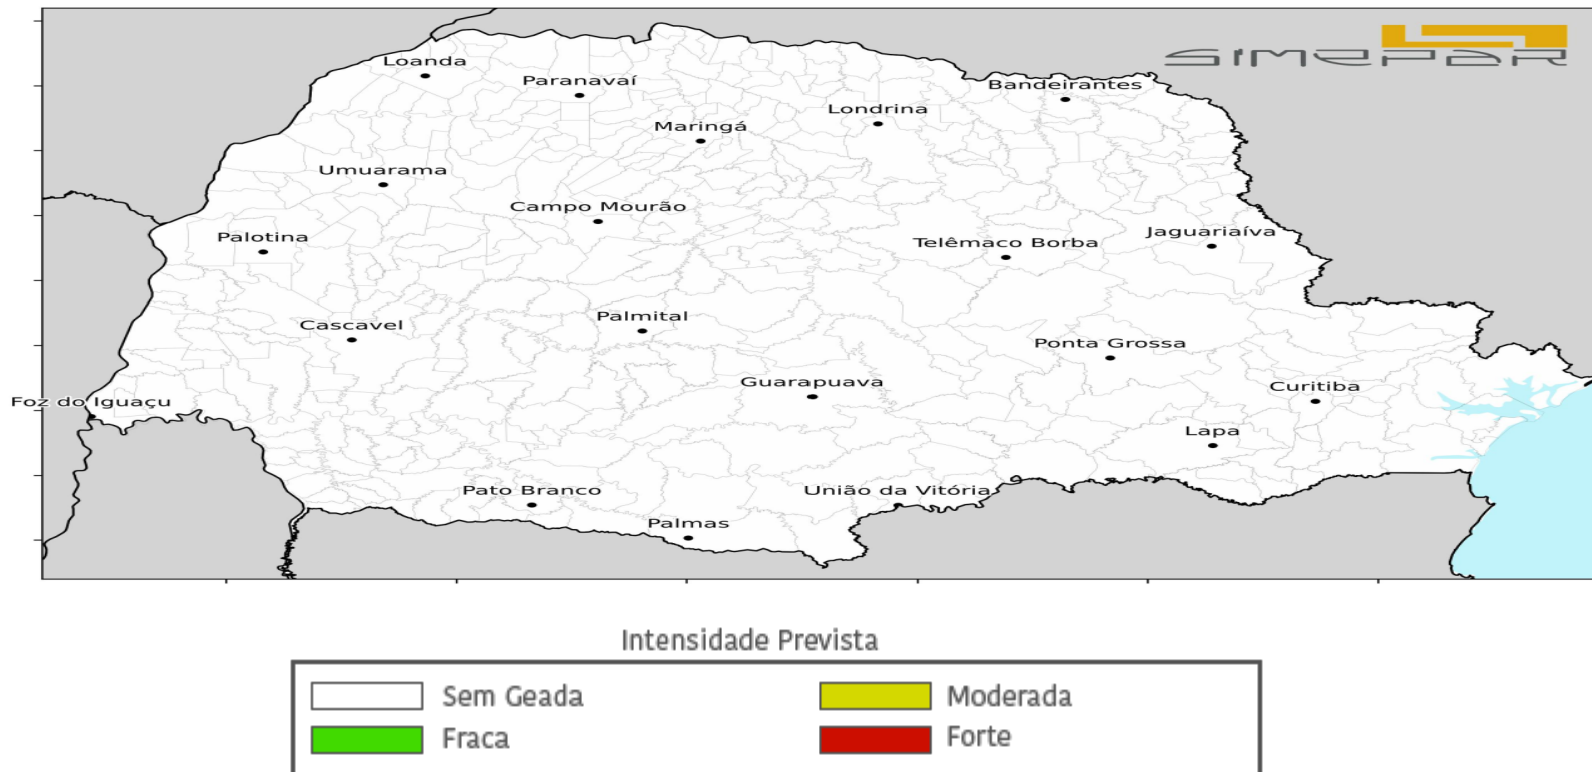 SIMEPAR
Loanda
Paranavaí
Bandeirantes
Londrina
Maringá
Umuarama
Campo Mourão
Palotina
Telêmaco Borba
Jaguariaíva
Cascavel
Palmital
Ponta Grossa
Guarapuava
Curitiba
Foz do Iguaçu
Lapa
Pato Branco
União da Vitória
Palmas
Intensidade Prevista
Sem Geada
Moderada
Fraca
Forte